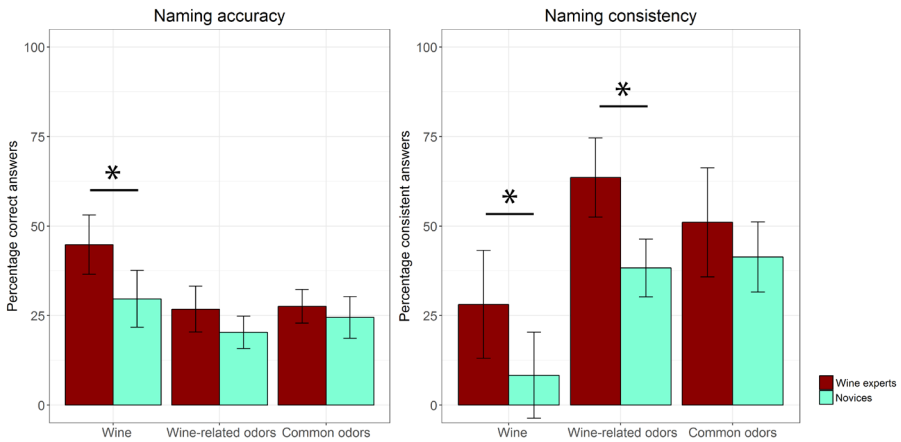 Naming accuracy
Percentage correct answers
100
75
50
25
0
*
Wine
Wine-related odors
Common odors
Naming consistency
Percentage consistent answers
100
75
50
25
0
*
*
Wine
Wine-related odors
Common odors
Wine experts
Novices